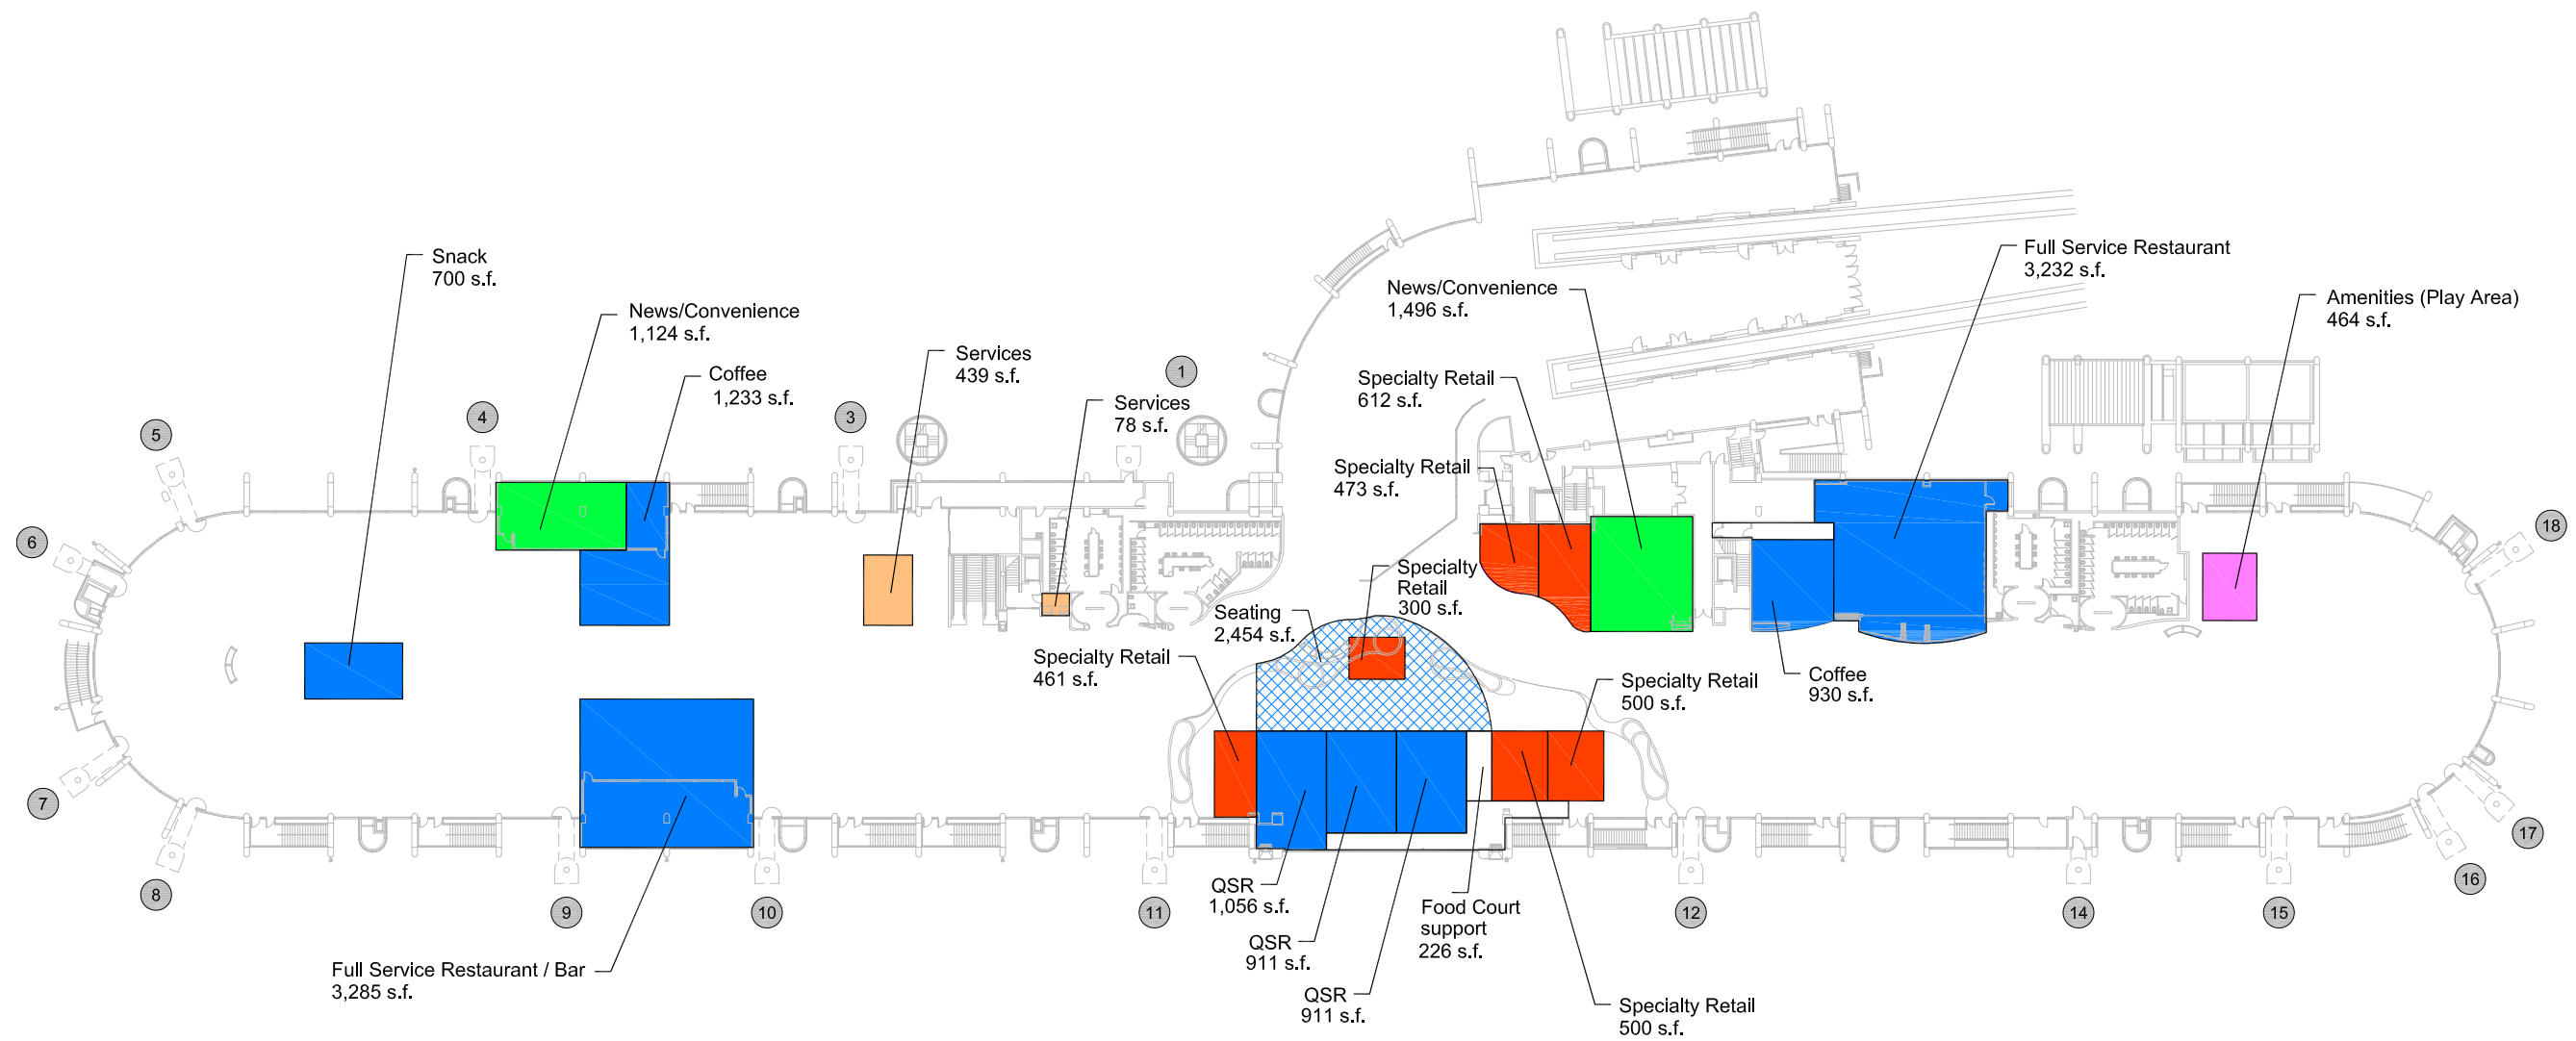 Snack
700 s.f.
News/Convenience
1,124 s.f.
Coffee
1,233 s.f.
Services
439 s.f.
Services
78 s.f.
Full Service Restaurant
3,232 s.f.
News/Convenience
1,496 s.f.
Amenities (Play Area)
464 s.f.
Specialty Retail
612 s.f.
Specialty Retail
473 s.f.
Specialty
Retail
300 s.f.
Seating
2,454 s.f.
Specialty Retail
461 s.f.
Specialty Retail
500 s.f.
Coffee
930 s.f.
QSR
1,056 s.f.
QSR
911 s.f.
QSR
911 s.f.
Food Court
support
226 s.f.
Specialty Retail
500 s.f.
Full Service Restaurant / Bar
3,285 s.f.
1
3
4
5
6
7
8
9
10
11
12
14
15
16
17
18